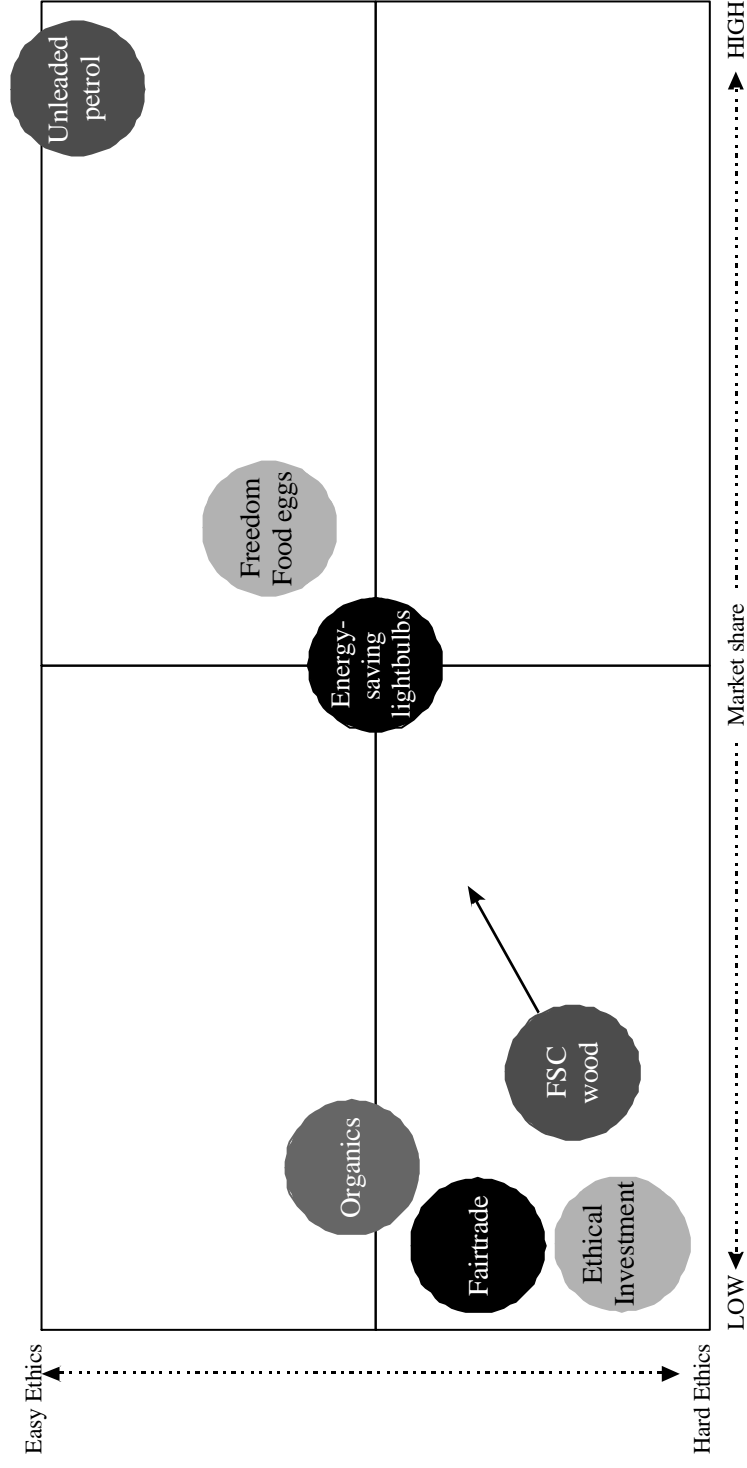 Easy Ethics
Unleaded
petrol
Freedom
Food eggs
Energy-
saving
lightbulbs
Organics
Fairtrade
FSC
wood
Ethical
Investment
Hard Ethics
LOW
Market share
HIGH